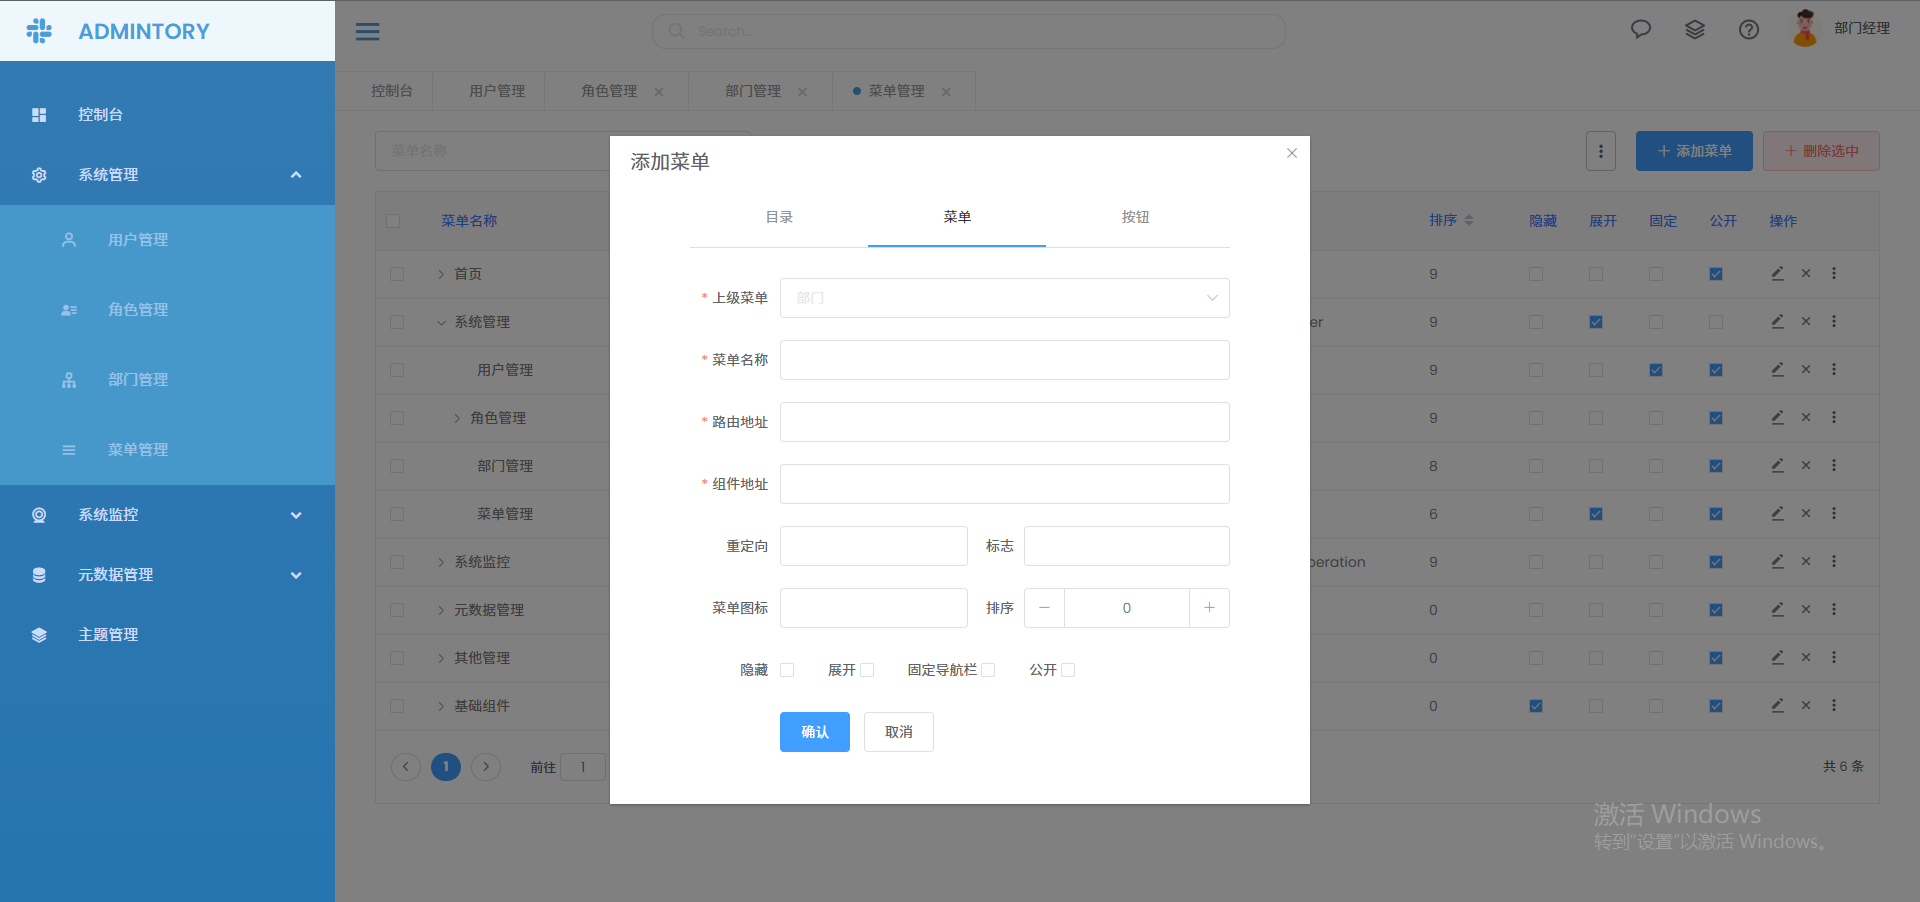 ADMINTORY
Search...
部门经理
控制台
用户管理
角色管理
部门管理
菜单管理
控制台
系统管理
用户管理
角色管理
部门管理
菜单管理
系统监控
元数据管理
主题管理
菜单名称
添加菜单
删除选中
菜单名称
排序
隐藏
展开
固定
公开
操作
首页
9
系统管理
er
9
用户管理
9
角色管理
9
部门管理
8
菜单管理
6
系统监控
peration
9
元数据管理
0
其他管理
0
基础组件
0
1
前往
1
共 6 条
添加菜单
目录
菜单
按钮
* 上级菜单
部门
* 菜单名称
* 路由地址
* 组件地址
重定向
标志
菜单图标
排序
0
隐藏
展开
固定导航栏
公开
确认
取消
激活 Windows
转到"设置"以激活 Windows。